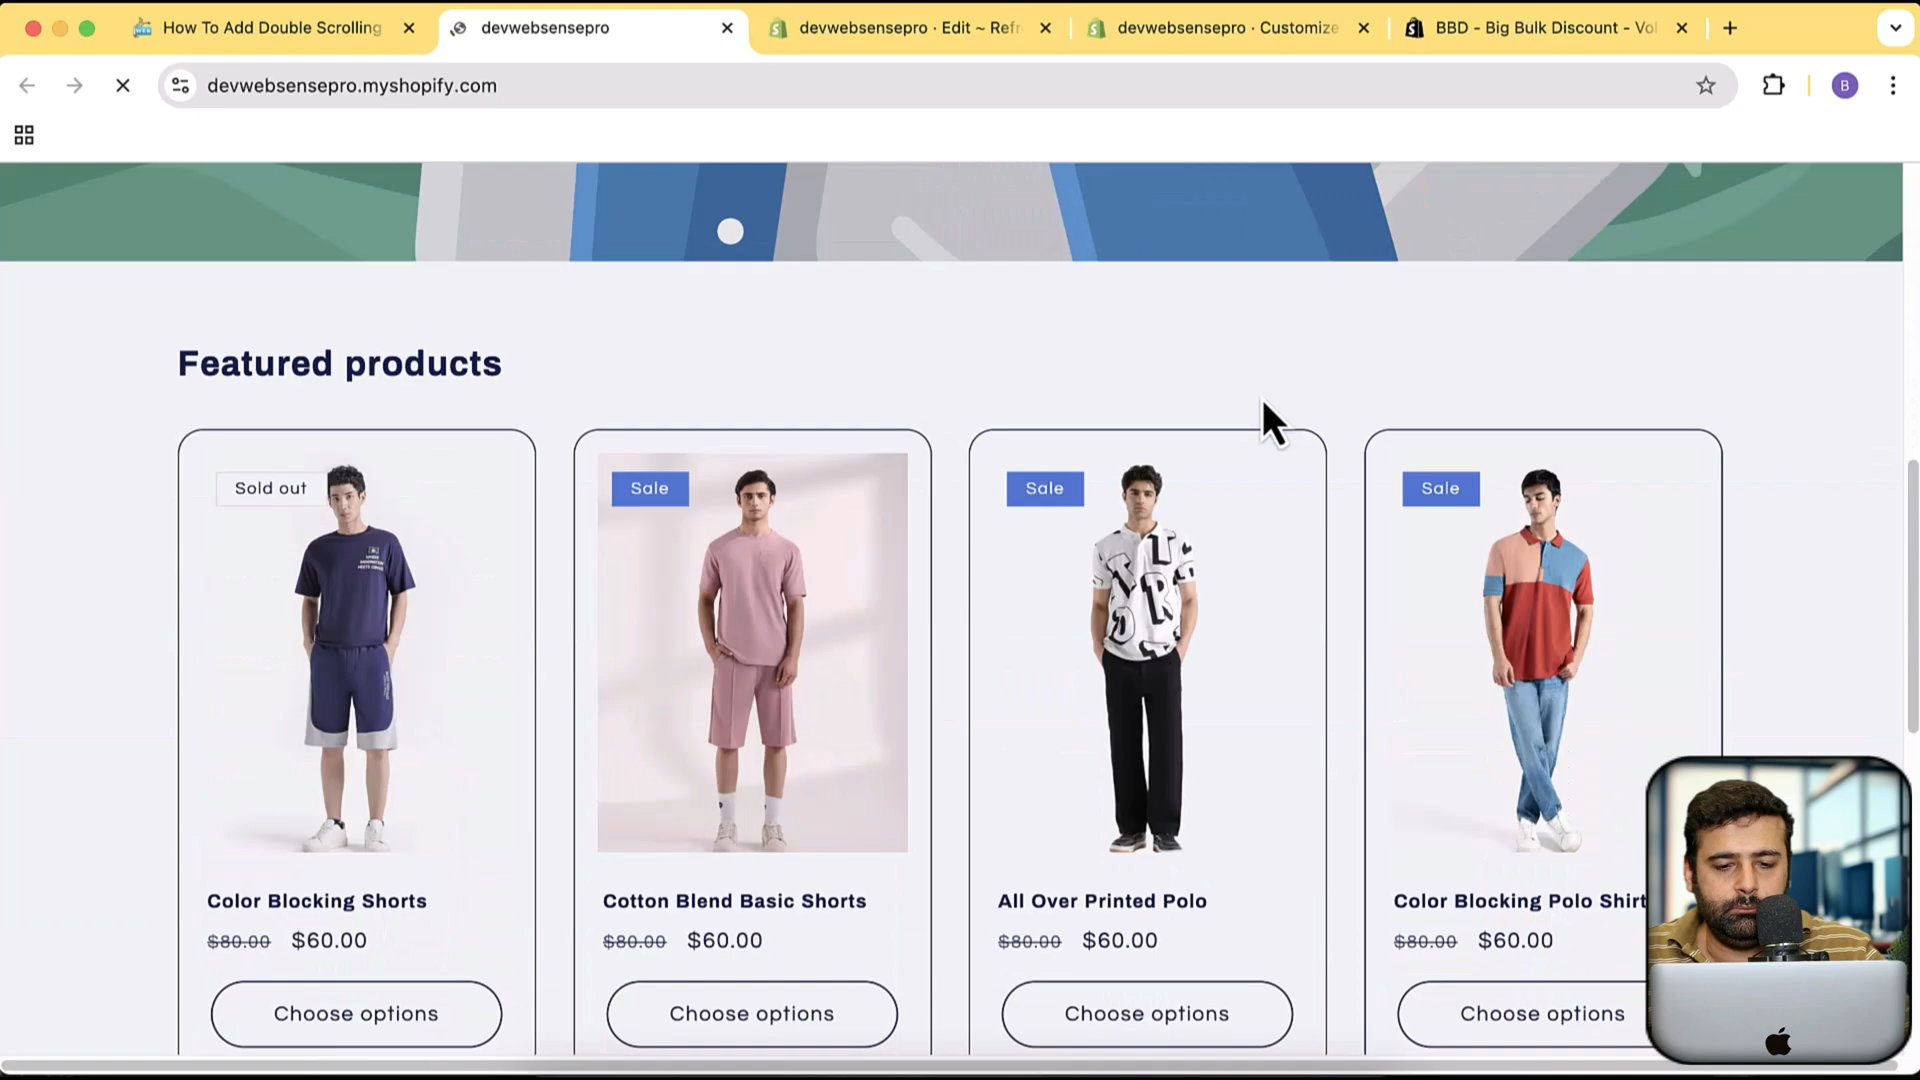 How To Add Double Scrolling
devwebsensepro
devwebsensepro · Edit ~ Refr
devwebsensepro · Customize
BBD - Big Bulk Discount - Vol
devwebsensepro.myshopify.com
B
Featured products
Sold out
Sale
Sale
Sale
Color Blocking Shorts
Cotton Blend Basic Shorts
All Over Printed Polo
Color Blocking Polo Shirt
$80.00 $60.00
$80.00 $60.00
$80.00 $60.00
$80.00 $60.00
Choose options
Choose options
Choose options
Choose options